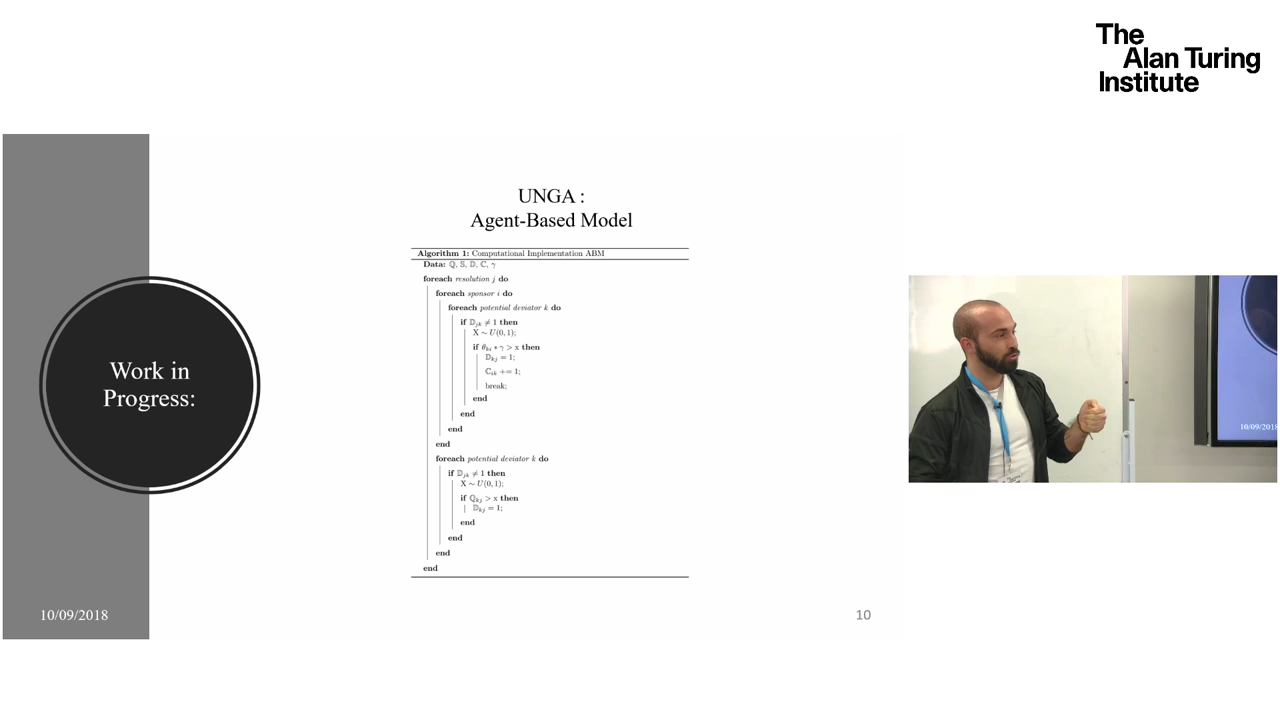 The
Alan Turing
Institute
UNGA :
Agent-Based Model
Algorithm 1: Computational Implementation ABM
Data: ℚ, 𝕊, 𝔻, ℂ, γ
foreach resolution j do
foreach sponsor i do
foreach potential deviator k do
if 𝔻jk ≠ 1 then
X ∼ U(0, 1);
if θki * γ > x then
𝔻kj = 1;
ℂik += 1;
break;
end
end
end
end
foreach potential deviator k do
if 𝔻jk ≠ 1 then
X ∼ U(0, 1);
if ℚkj > x then
𝔻kj = 1;
end
end
end
end
Work in
Progress:
10/09/2018
10
10/09/2018